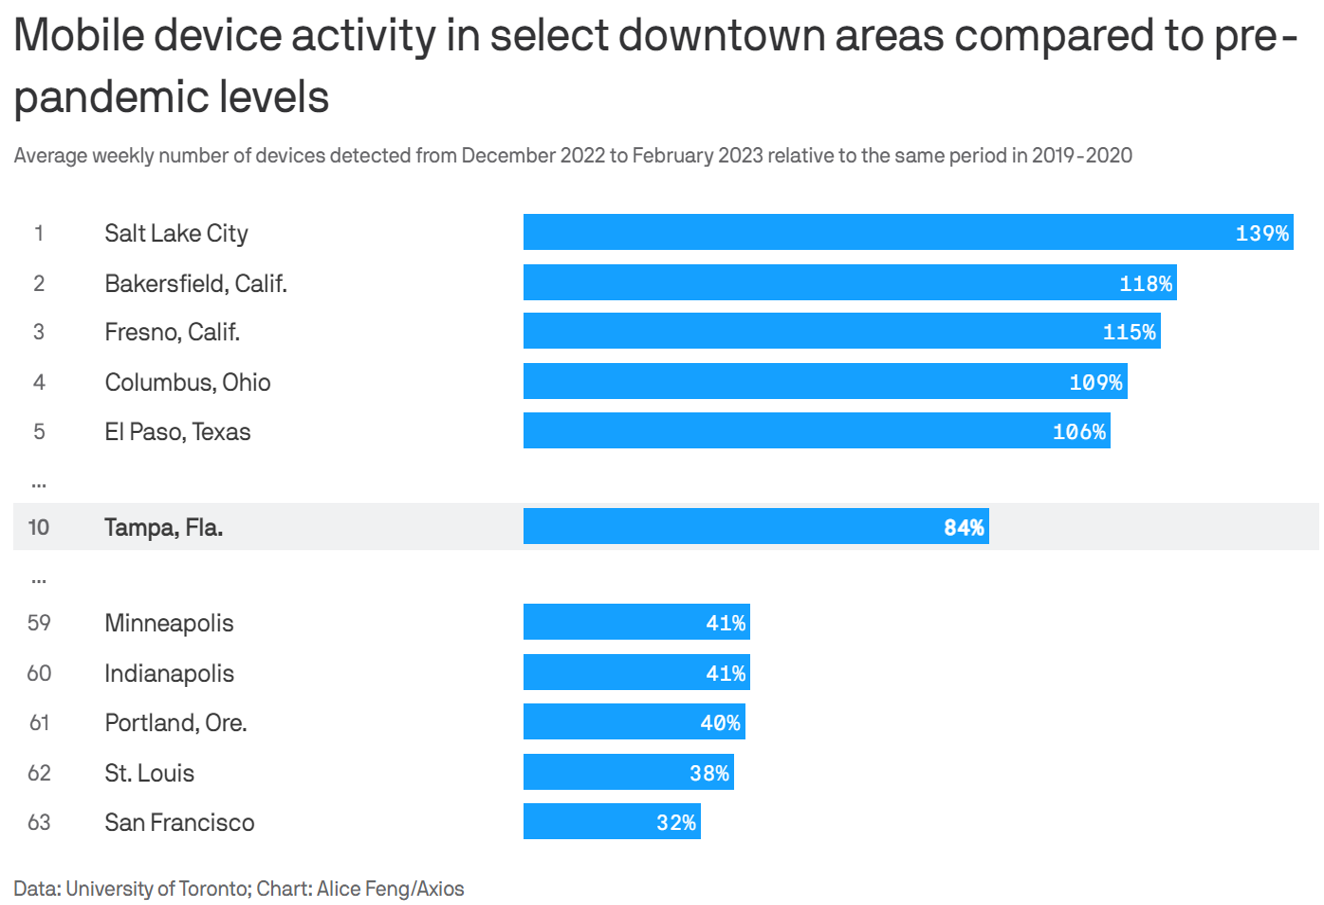 Mobile device activity in select downtown areas compared to pre-
pandemic levels
Average weekly number of devices detected from December 2022 to February 2023 relative to the same period in 2019-2020
1 Salt Lake City 139%
2 Bakersfield, Calif. 118%
3 Fresno, Calif. 115%
4 Columbus, Ohio 109%
5 El Paso, Texas 106%
...
10 Tampa, Fla. 84%
...
59 Minneapolis 41%
60 Indianapolis 41%
61 Portland, Ore. 40%
62 St. Louis 38%
63 San Francisco 32%
Data: University of Toronto; Chart: Alice Feng/Axios